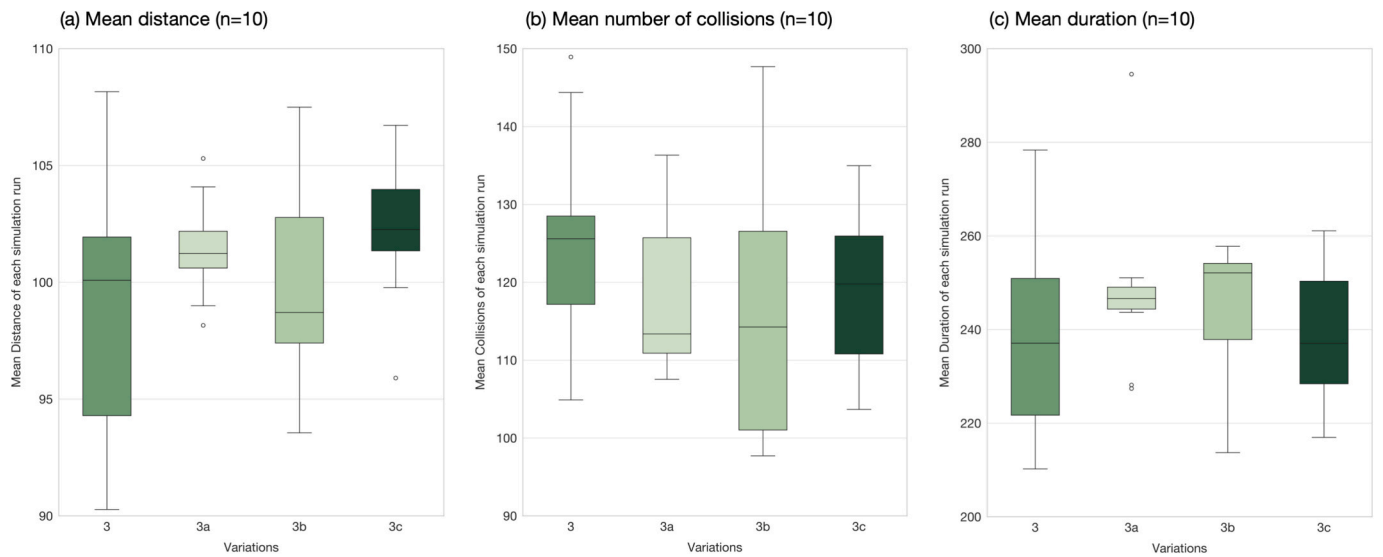 (a) Mean distance (n=10)
110
105
100
95
90
Mean Distance of each simulation run
3
3a
3b
3c
Variations
(b) Mean number of collisions (n=10)
150
140
130
120
110
100
90
Mean Collisions of each simulation run
3
3a
3b
3c
Variations
(c) Mean duration (n=10)
300
280
260
240
220
200
Mean Duration of each simulation run
3
3a
3b
3c
Variations